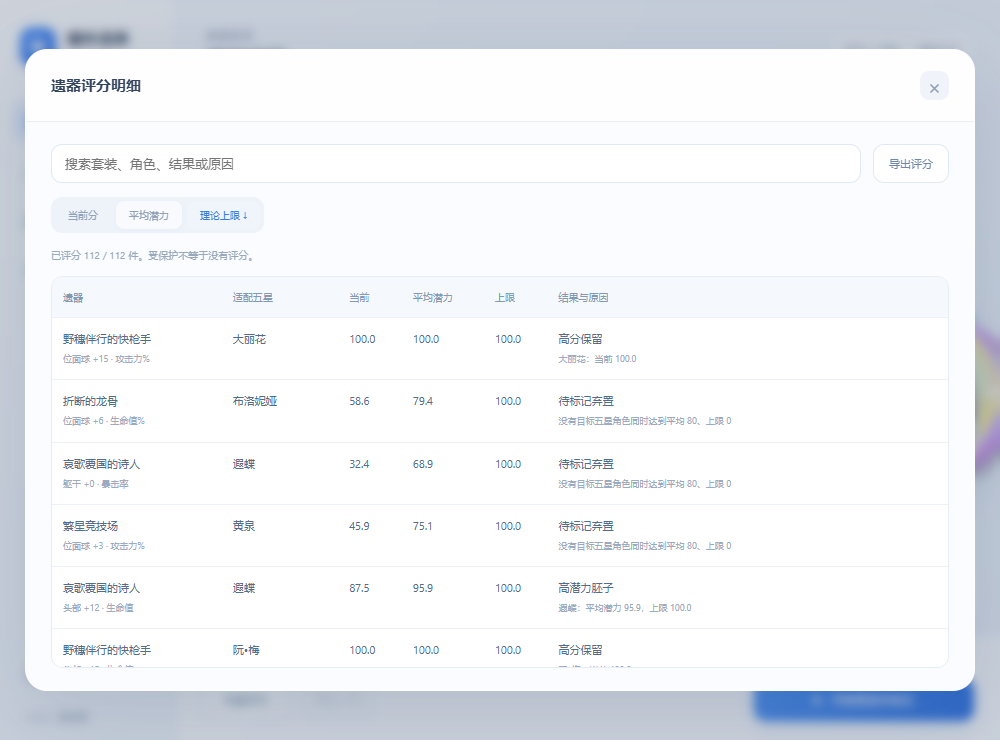 遗器评分明细
×
搜索套装、角色、结果或原因
导出评分
当前分 平均潜力 理论上限 ↓
已评分 112 / 112 件。受保护不等于没有评分。
遗器 适配五星 当前 平均潜力 上限 结果与原因
野穗伴行的快枪手 大丽花 100.0 100.0 100.0 高分保留
位面球 +15 · 攻击力% 大丽花：当前 100.0
折断的龙骨 布洛妮娅 58.6 79.4 100.0 待标记弃置
位面球 +6 · 生命值% 没有目标五星角色同时达到平均 80、上限 0
哀歌覆国的诗人 遐蝶 32.4 68.9 100.0 待标记弃置
躯干 +0 · 暴击率 没有目标五星角色同时达到平均 80、上限 0
繁星竞技场 黄泉 45.9 75.1 100.0 待标记弃置
位面球 +3 · 攻击力% 没有目标五星角色同时达到平均 80、上限 0
哀歌覆国的诗人 遐蝶 87.5 95.9 100.0 高潜力胚子
头部 +12 · 生命值 遐蝶：平均潜力 95.9、上限 100.0
野穗伴行的快枪手 阮•梅 100.0 100.0 100.0 高分保留